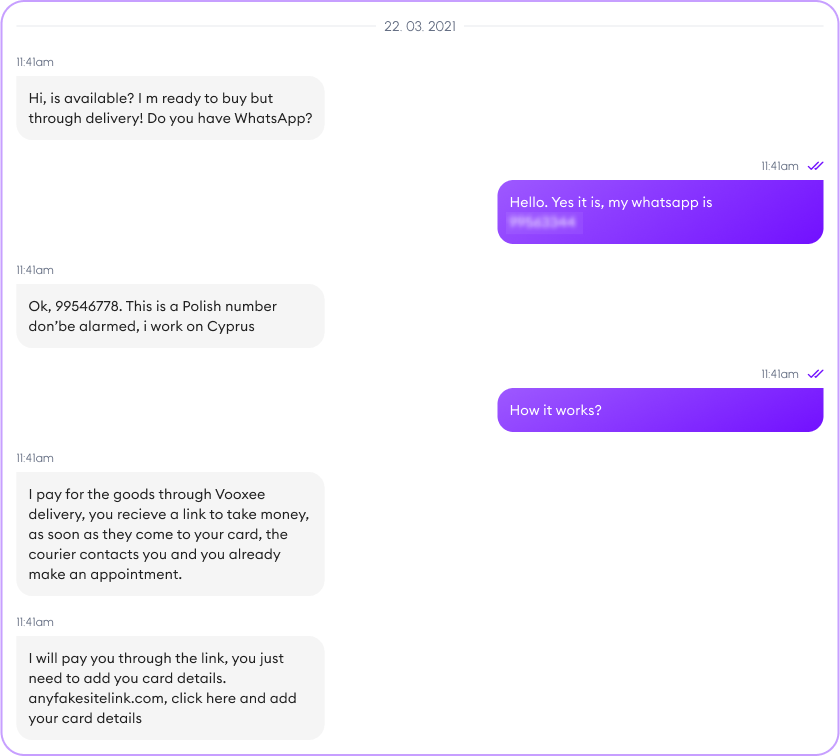 22. 03. 2021
11:41am
Hi, is available? I m ready to buy but
through delivery! Do you have WhatsApp?
11:41am
Hello. Yes it is, my whatsapp is
11:41am
Ok, 99546778. This is a Polish number
don’be alarmed, i work on Cyprus
11:41am
How it works?
11:41am
I pay for the goods through Vooxee
delivery, you recieve a link to take money,
as soon as they come to your card, the
courier contacts you and you already
make an appointment.
11:41am
I will pay you through the link, you just
need to add you card details.
anyfakesitelink.com, click here and add
your card details